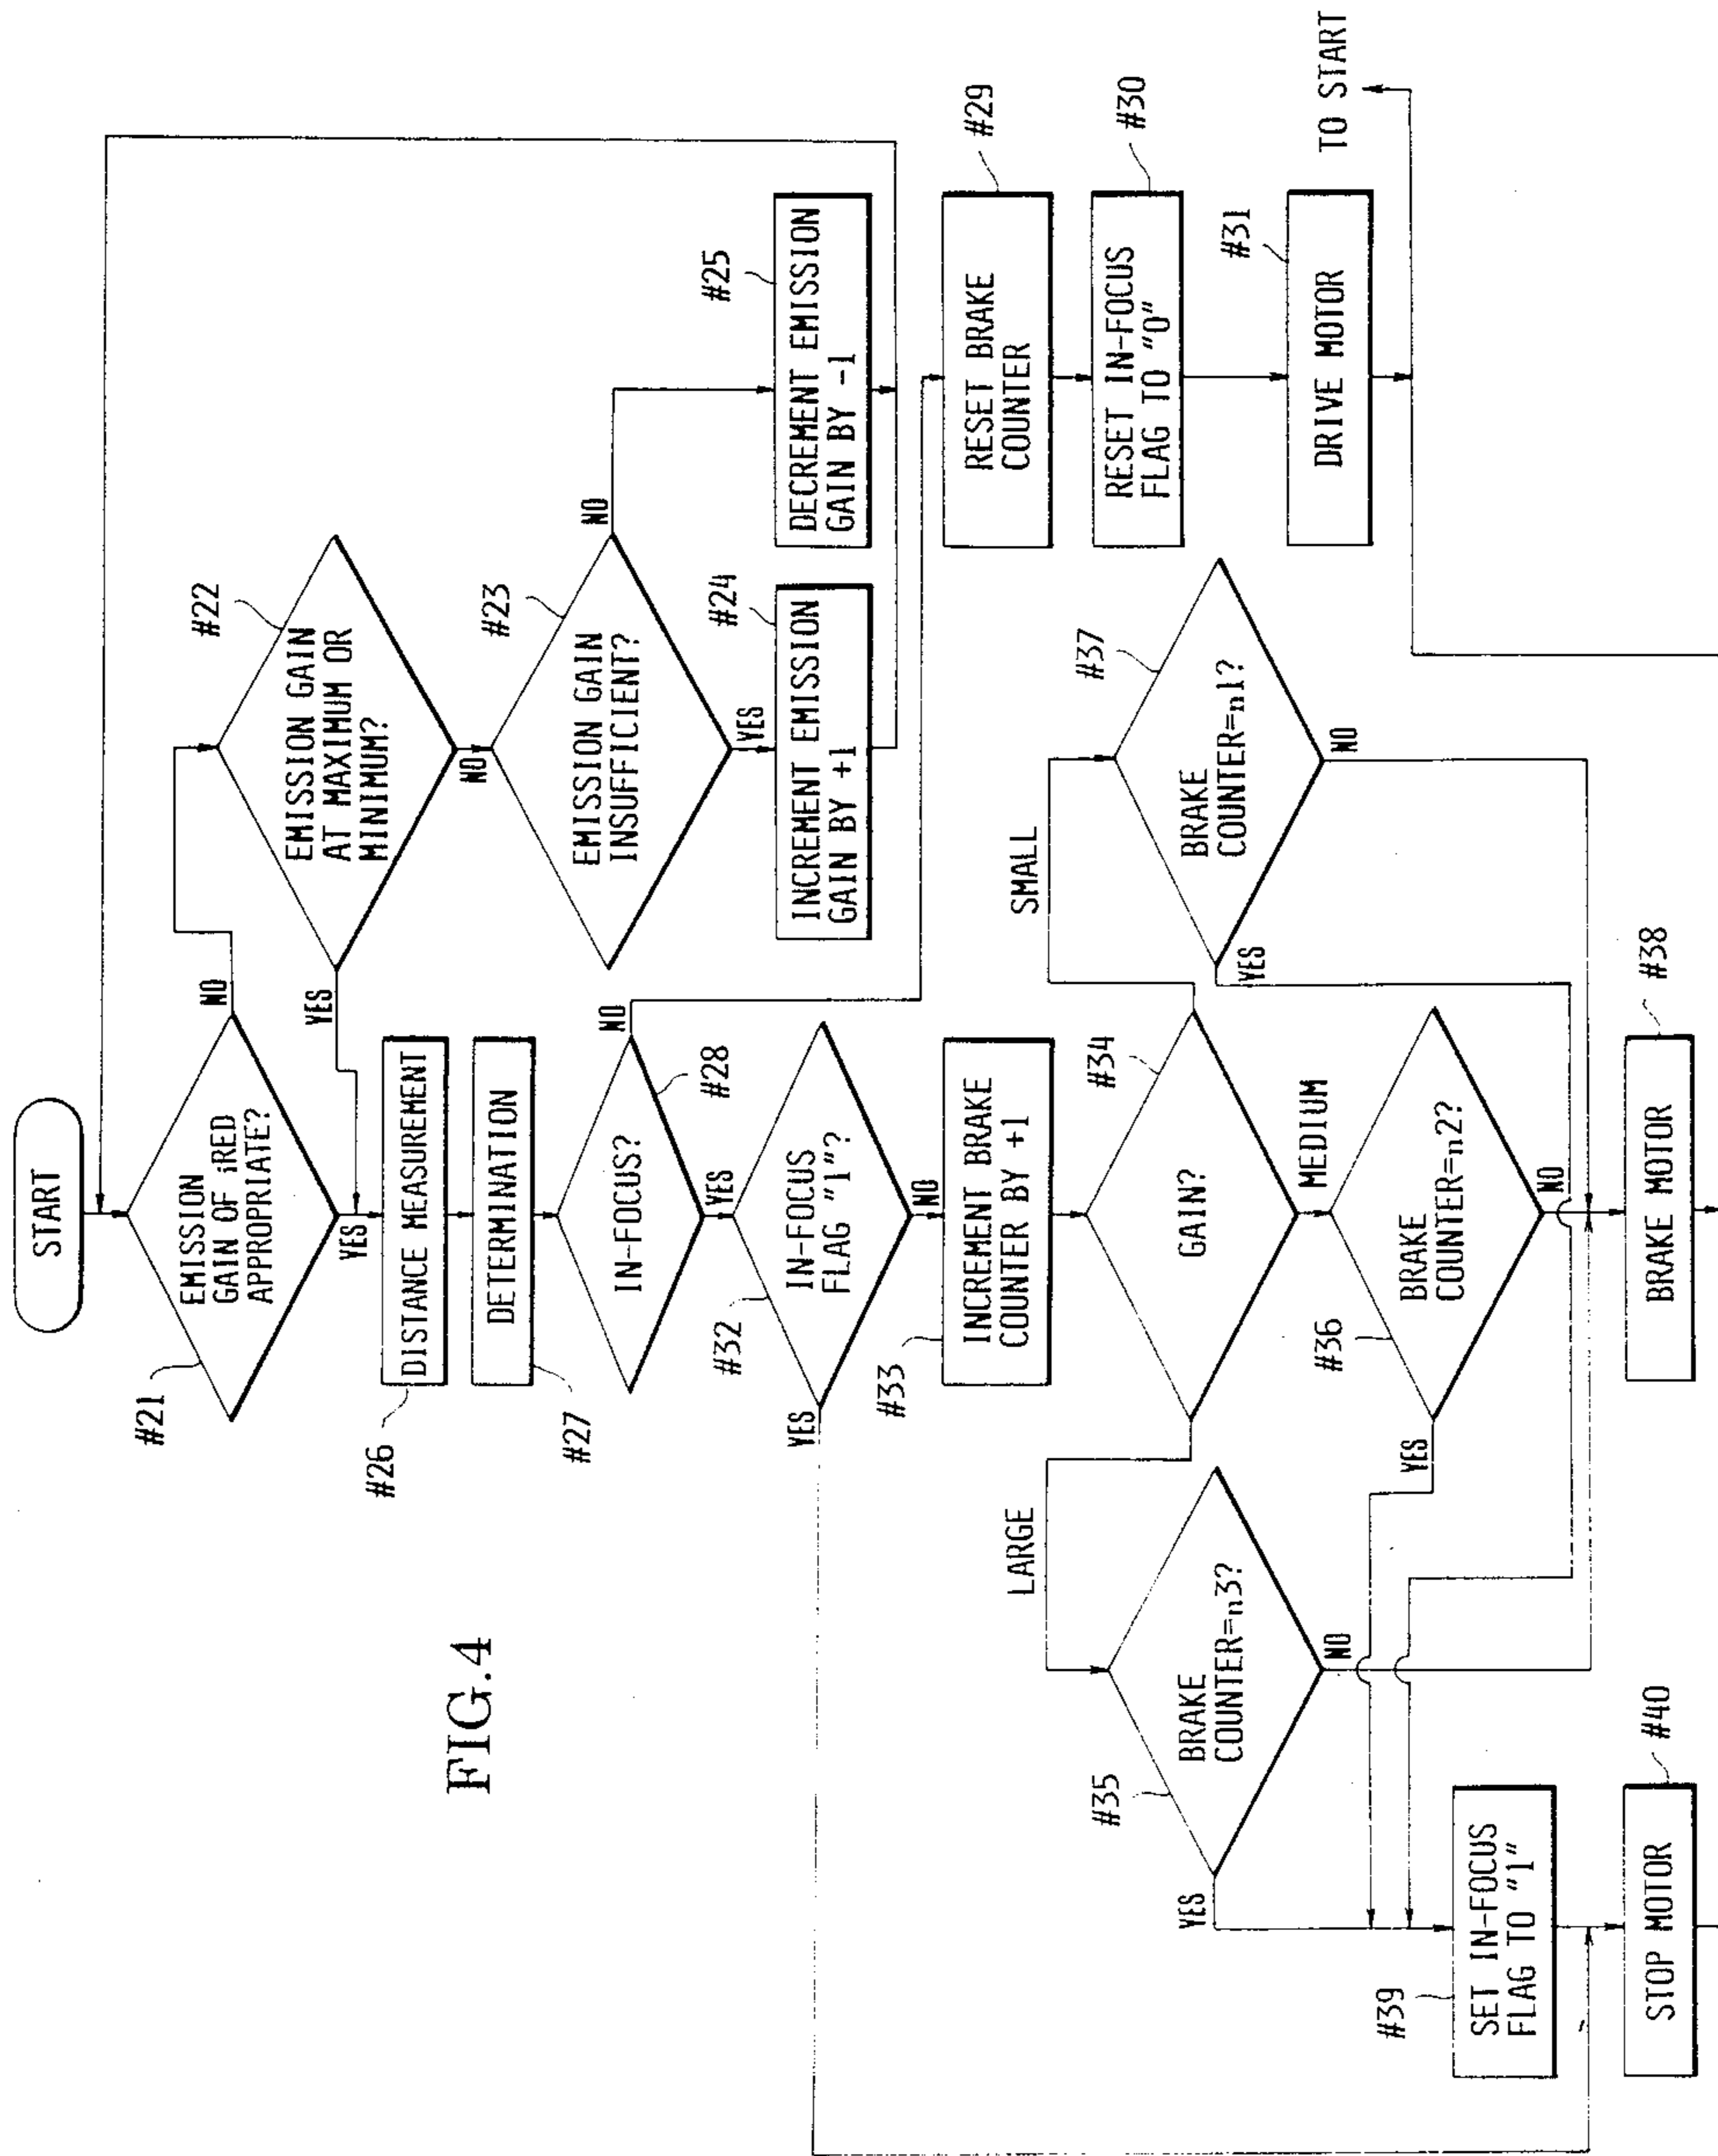 FIG.4
START
#21
EMISSION
GAIN OF iRED
APPROPRIATE?
NO
YES
#22
EMISSION GAIN
AT MAXIMUM OR
MINIMUM?
YES
NO
#23
EMISSION GAIN
INSUFFICIENT?
NO
YES
#24
INCREMENT EMISSION
GAIN BY +1
#25
DECREMENT EMISSION
GAIN BY -1
#26
DISTANCE MEASUREMENT
#27
DETERMINATION
#28
IN-FOCUS?
NO
YES
#29
RESET BRAKE
COUNTER
#30
RESET IN-FOCUS
FLAG TO "0"
#31
DRIVE MOTOR
TO START
#32
IN-FOCUS
FLAG "1"?
YES
NO
#33
INCREMENT BRAKE
COUNTER BY +1
#34
GAIN?
LARGE
MEDIUM
SMALL
#35
BRAKE
COUNTER=n3?
YES
NO
#36
BRAKE
COUNTER=n2?
YES
NO
#37
BRAKE
COUNTER=n1?
YES
NO
#38
BRAKE MOTOR
#39
SET IN-FOCUS
FLAG TO "1"
#40
STOP MOTOR